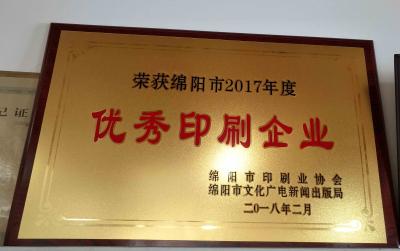 荣获绵阳市2017年度
优秀印刷企业
绵阳市印刷业协会
绵阳市文化广电新闻出版局
二〇一八年二月
记证